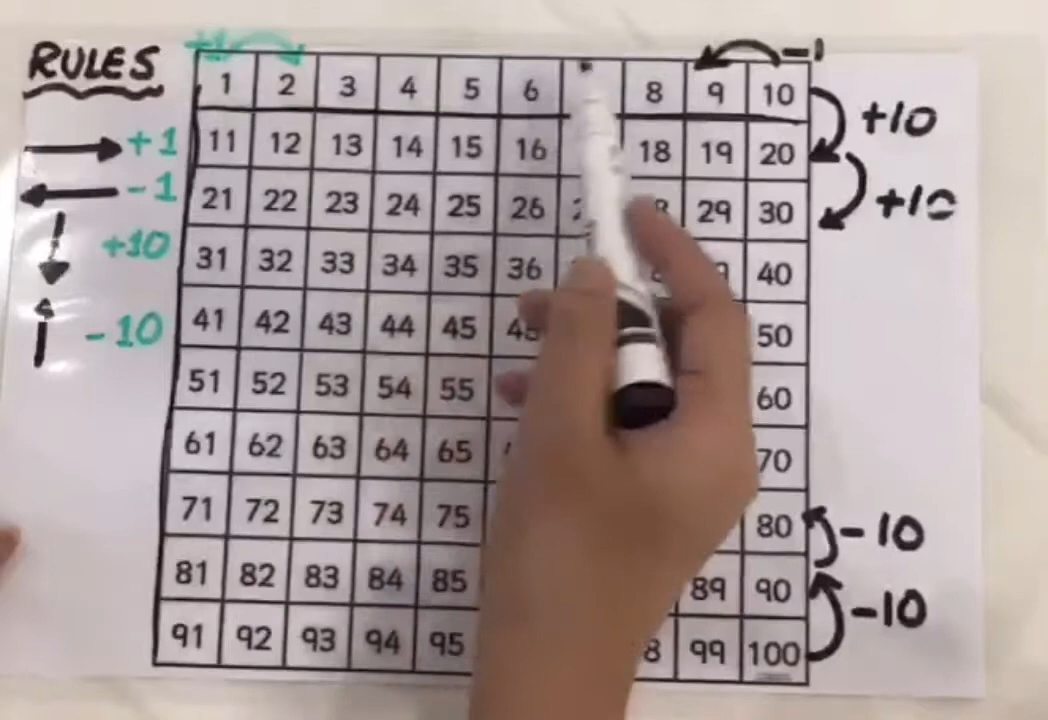 RULES
+1
-1
+10
-10
+1
-1
+10
+10
-10
-10
1 2 3 4 5 6 8 9 10
11 12 13 14 15 16 18 19 20
21 22 23 24 25 26 29 30
31 32 33 34 35 36 40
41 42 43 44 45 50
51 52 53 54 55 60
61 62 63 64 65 70
71 72 73 74 75 80
81 82 83 84 85 89 90
91 92 93 94 95 99 100